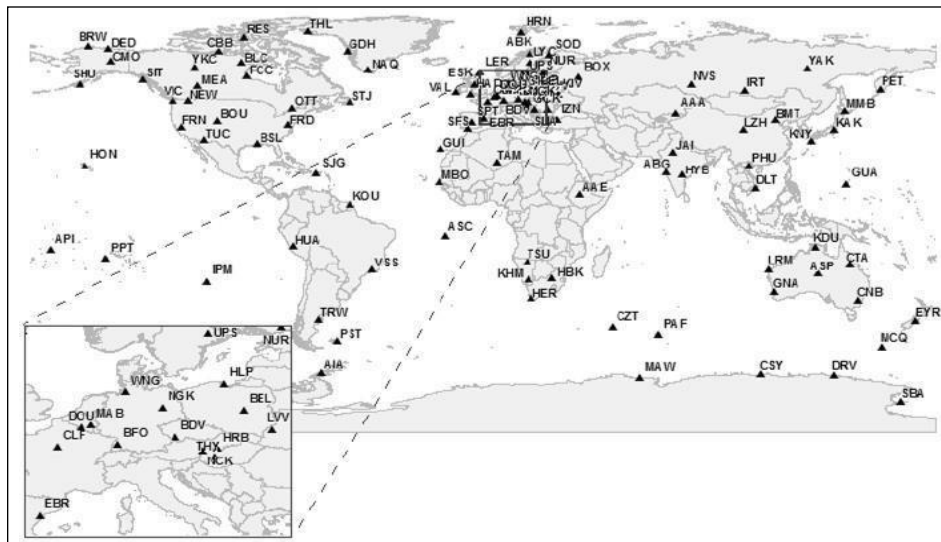 THL
HRN
RES
BRW
DED
CBB
GDH
ABK
LYC
SOD
CMO
YKC
BLC
LER
UPS
NUR
NAQ
FCC
SHU
SIT
MEA
ESK
BOX
NVS
IRT
YAK
PET
VAL
VIC
NEW
OTT
STJ
BOU
FRN
FRD
TUC
BSL
SPT
EBR
SFS
SUA
IZN
AAA
LZH
BMT
MMB
KNY
KAK
HON
SJG
GUI
TAM
MBO
JAI
ABG
HYB
PHU
DLT
GUA
KOU
AAE
API
PPT
HUA
ASC
KDU
IPM
VSS
TSU
KHM
HBK
HER
LRM
ASP
CTA
GNA
CNB
TRW
PST
CZT
PAF
EYR
MCQ
AIA
MAW
CSY
DRV
SBA
UPS
NUR
WNG
HLP
NGK
BEL
DOU
MAB
LVV
CLF
BFO
BDV
HRB
THY
NCK
EBR